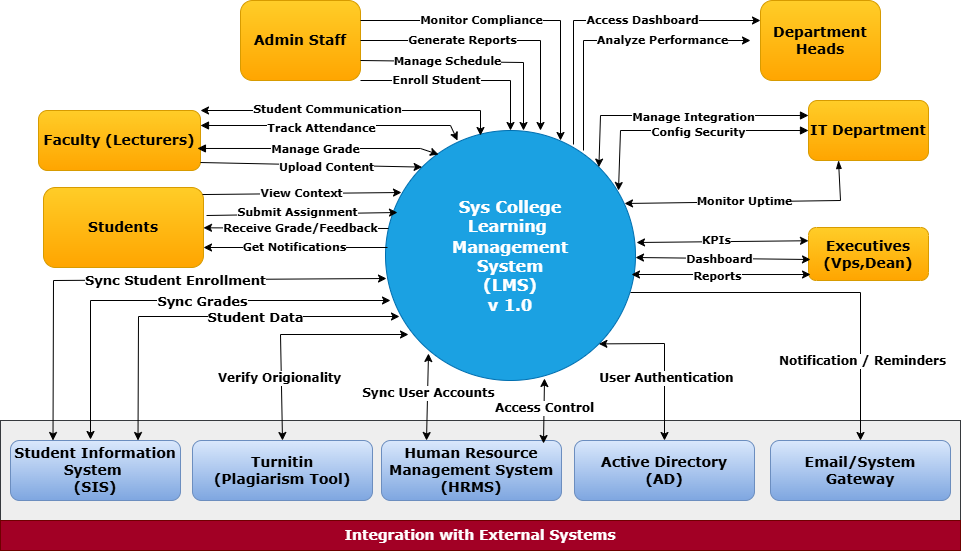 Admin Staff
Monitor Compliance
Generate Reports
Manage Schedule
Enroll Student
Access Dashboard
Analyze Performance
Department
Heads
Faculty (Lecturers)
Student Communication
Track Attendance
Manage Grade
Upload Content
Manage Integration
Config Security
Monitor Uptime
IT Department
Students
View Context
Submit Assignment
Receive Grade/Feedback
Get Notifications
Sys College
Learning
Management
System
(LMS)
v 1.0
KPIs
Dashboard
Reports
Executives
(Vps,Dean)
Sync Student Enrollment
Sync Grades
Student Data
Verify Origionality
Sync User Accounts
Access Control
User Authentication
Notification / Reminders
Student Information
System
(SIS)
Turnitin
(Plagiarism Tool)
Human Resource
Management System
(HRMS)
Active Directory
(AD)
Email/System
Gateway
Integration with External Systems